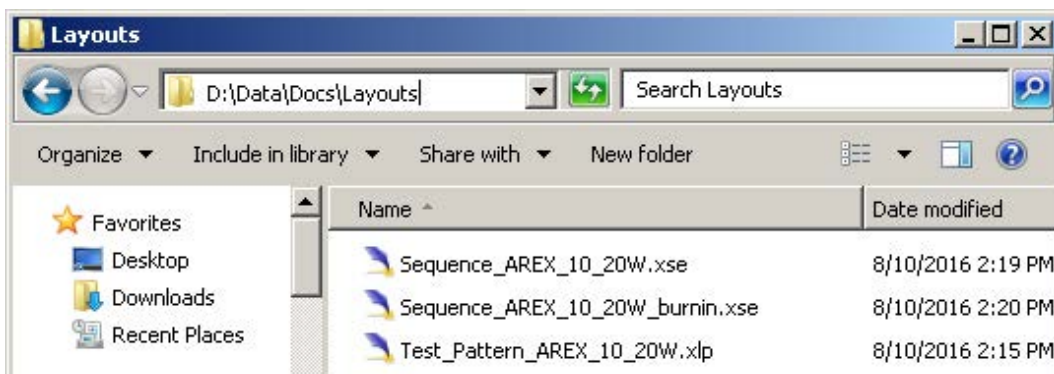 Layouts
D:\Data\Docs\Layouts
Search Layouts
Organize Include in library Share with New folder
Favorites
Desktop
Downloads
Recent Places
Name Date modified
Sequence_AREX_10_20W.xse 8/10/2016 2:19 PM
Sequence_AREX_10_20W_burnin.xse 8/10/2016 2:20 PM
Test_Pattern_AREX_10_20W.xlp 8/10/2016 2:15 PM